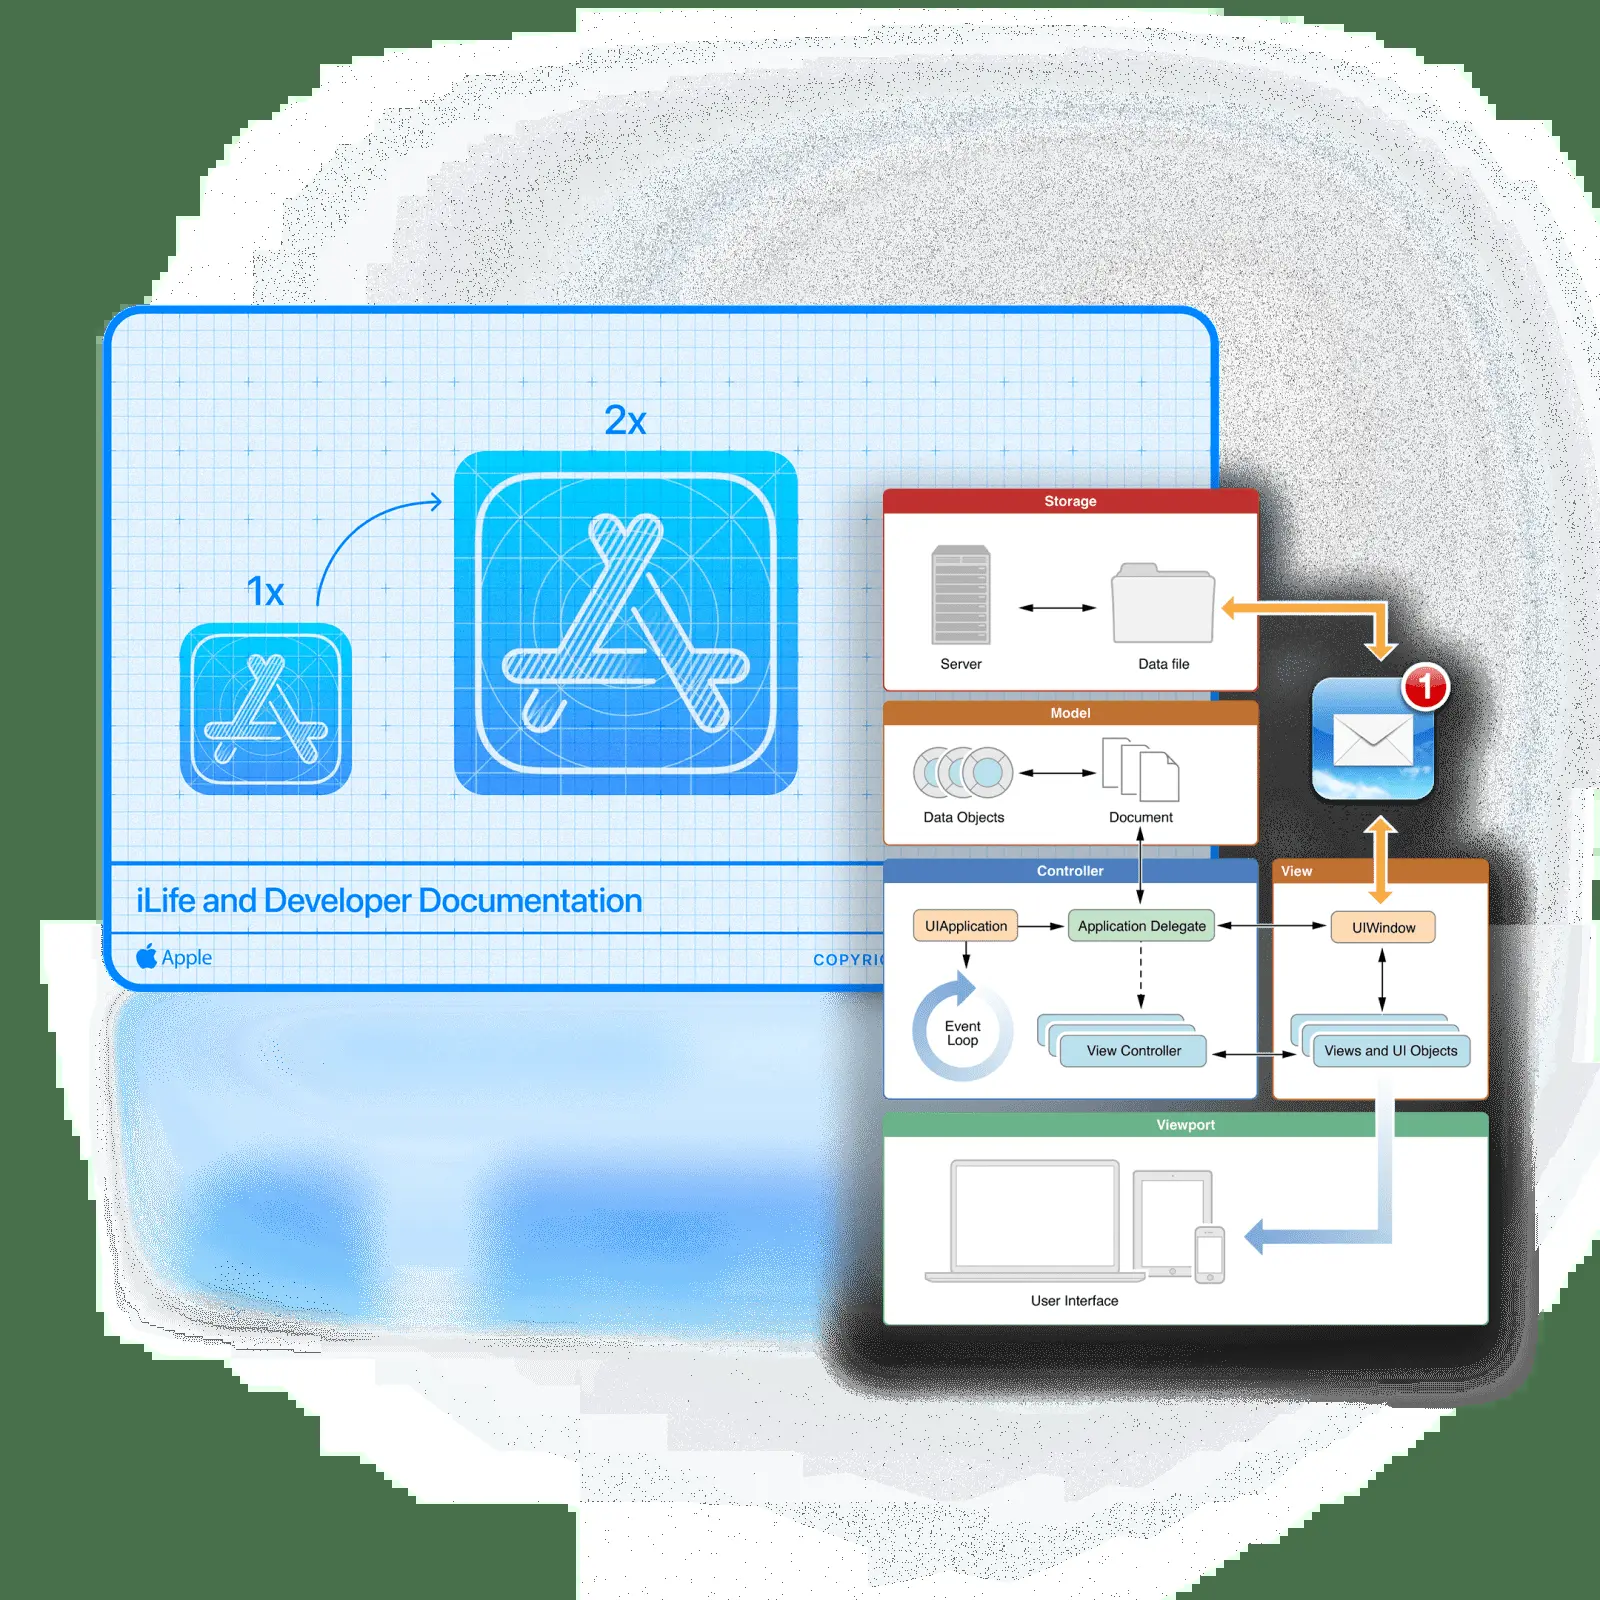 2x
1x
iLife and Developer Documentation
Apple
Storage
Server
Data file
1
Model
Data Objects
Document
Controller
View
UIApplication
Application Delegate
UIWindow
Event
Loop
View Controller
Views and UI Objects
Viewport
User Interface